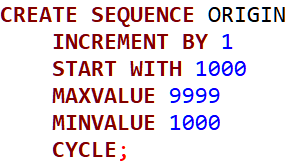 CREATE SEQUENCE ORIGIN
INCREMENT BY 1
START WITH 1000
MAXVALUE 9999
MINVALUE 1000
CYCLE;